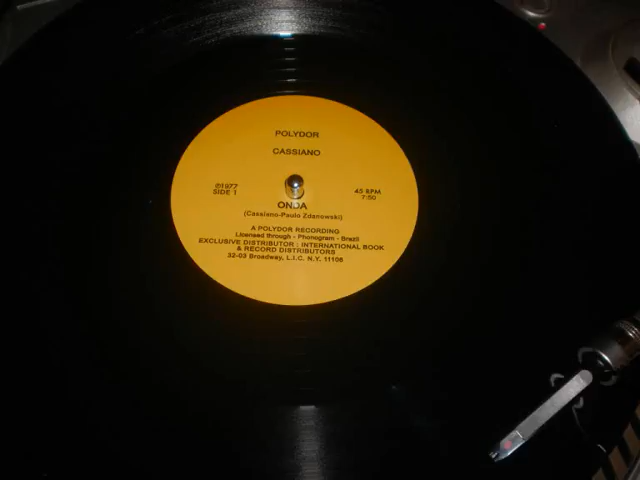 POLYDOR
CASSIANO
℗1977
SIDE 1
45 RPM
7:50
ONDA
(Cassiano-Paulo Zdanowski)
A POLYDOR RECORDING
Licensed through - Phonogram - Brazil
EXCLUSIVE DISTRIBUTOR : INTERNATIONAL BOOK
& RECORD DISTRIBUTORS
32-03 Broadway, L.I.C. N.Y. 11106